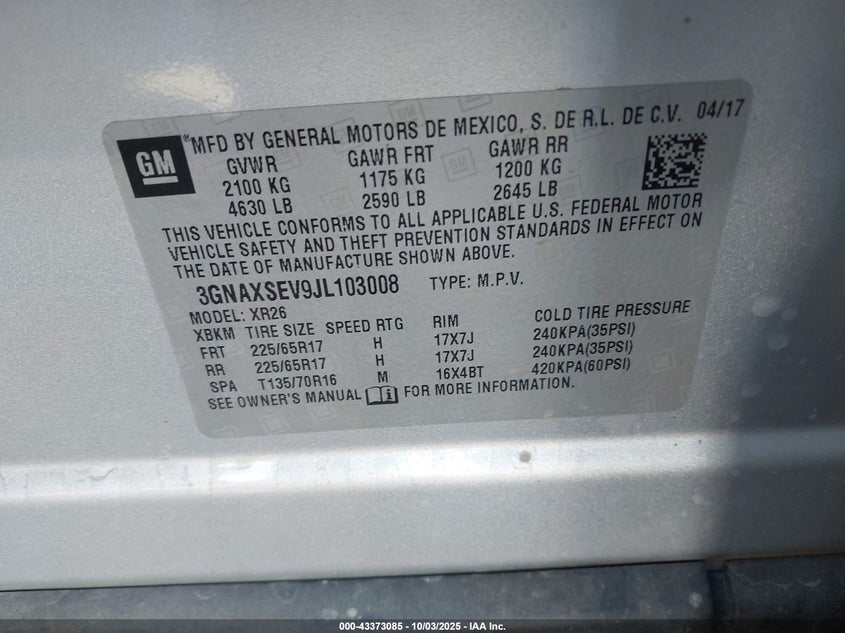 GM
*MFD BY GENERAL MOTORS DE MEXICO, S. DE R.L. DE C.V. 04/17
GVWR GAWR FRT GAWR RR
2100 KG 1175 KG 1200 KG
4630 LB 2590 LB 2645 LB
THIS VEHICLE CONFORMS TO ALL APPLICABLE U.S. FEDERAL MOTOR
VEHICLE SAFETY AND THEFT PREVENTION STANDARDS IN EFFECT ON
THE DATE OF MANUFACTURE SHOWN ABOVE.
3GNAXSEV9JL103008 TYPE: M.P.V.
MODEL: XR26
XBKM TIRE SIZE SPEED RTG RIM COLD TIRE PRESSURE
FRT 225/65R17 H 17X7J 240KPA(35PSI)
RR 225/65R17 H 17X7J 240KPA(35PSI)
SPA T135/70R16 M 16X4BT 420KPA(60PSI)
SEE OWNER'S MANUAL FOR MORE INFORMATION.
000-43373085 - 10/03/2025 - IAA Inc.